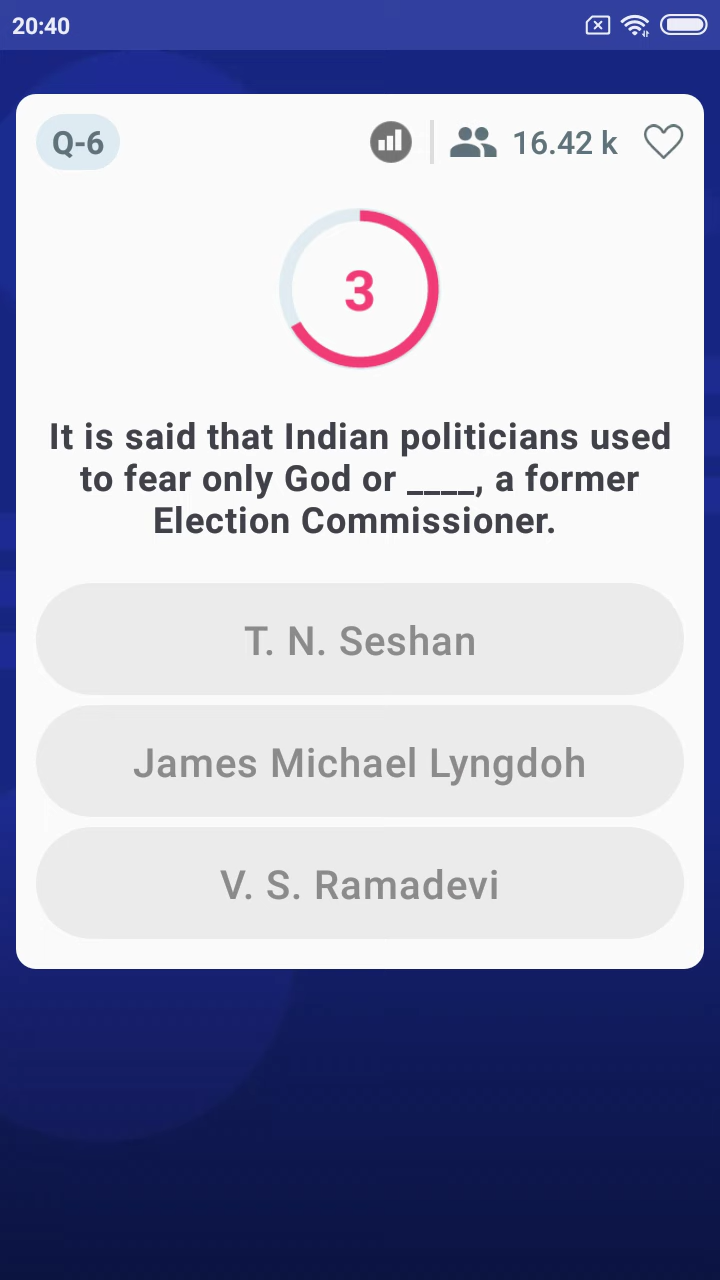 20:40
Q-6
16.42 k
3
It is said that Indian politicians used
to fear only God or ____, a former
Election Commissioner.
T. N. Seshan
James Michael Lyngdoh
V. S. Ramadevi